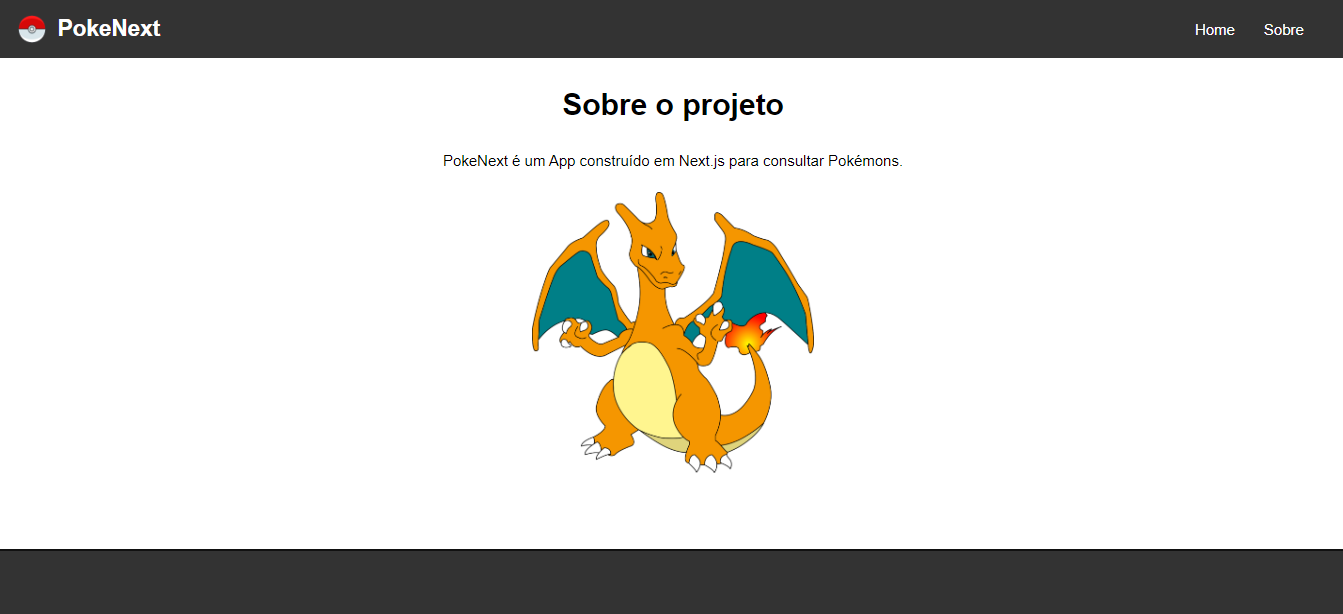 PokeNext
Home
Sobre
Sobre o projeto
PokeNext é um App construído em Next.js para consultar Pokémons.